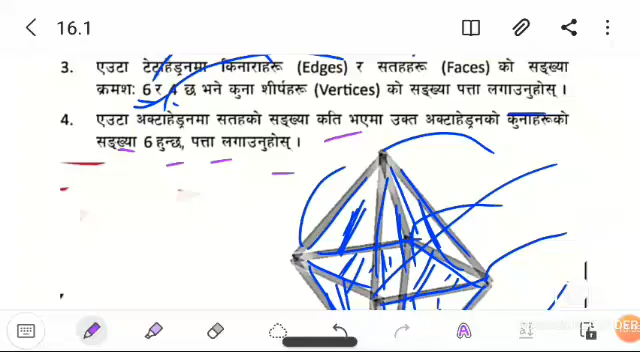 16.1
3. एउटा टेट्राहेड्रनमा किनाराहरू (Edges) र सतहहरू (Faces) को सङ्ख्या
क्रमशः 6 र 4 छ भने कुना शीर्षहरू (Vertices) को सङ्ख्या पत्ता लगाउनुहोस् ।
4. एउटा अक्टाहेड्रनमा सतहको सङ्ख्या कति भएमा उक्त अक्टाहेड्रनको कुनाहरूको
सङ्ख्या 6 हुन्छ, पत्ता लगाउनुहोस् ।